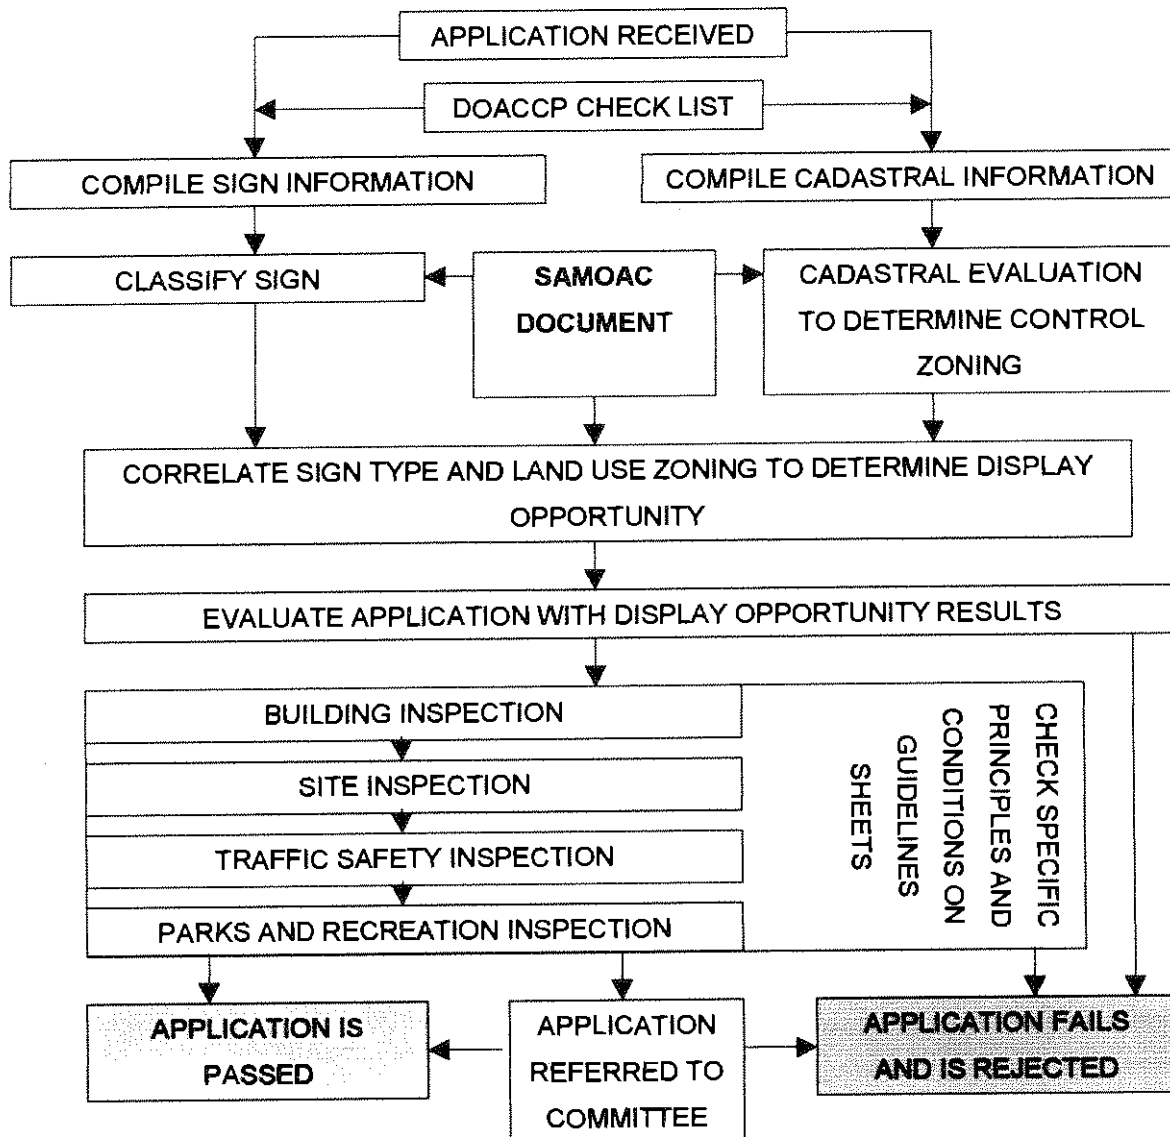 APPLICATION RECEIVED
DOACCP CHECK LIST
COMPILE SIGN INFORMATION
COMPILE CADASTRAL INFORMATION
CLASSIFY SIGN
SAMOAC
DOCUMENT
CADASTRAL EVALUATION
TO DETERMINE CONTROL
ZONING
CORRELATE SIGN TYPE AND LAND USE ZONING TO DETERMINE DISPLAY
OPPORTUNITY
EVALUATE APPLICATION WITH DISPLAY OPPORTUNITY RESULTS
BUILDING INSPECTION
SITE INSPECTION
TRAFFIC SAFETY INSPECTION
PARKS AND RECREATION INSPECTION
CHECK SPECIFIC
PRINCIPLES AND
CONDITIONS ON
GUIDELINES
SHEETS
APPLICATION IS
PASSED
APPLICATION
REFERRED TO
COMMITTEE
APPLICATION FAILS
AND IS REJECTED